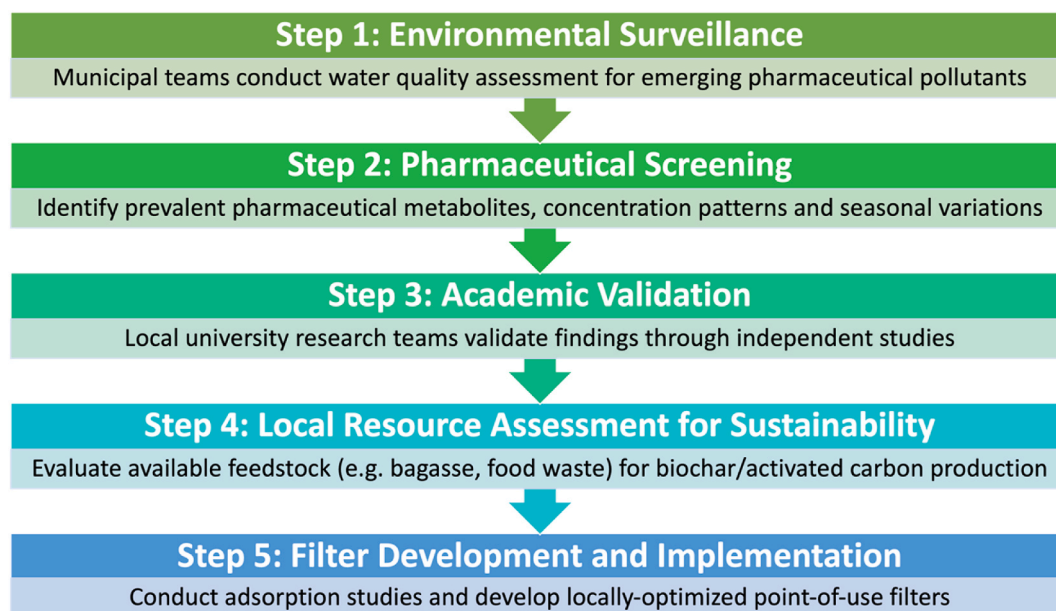 Step 1: Environmental Surveillance
Municipal teams conduct water quality assessment for emerging pharmaceutical pollutants
Step 2: Pharmaceutical Screening
Identify prevalent pharmaceutical metabolites, concentration patterns and seasonal variations
Step 3: Academic Validation
Local university research teams validate findings through independent studies
Step 4: Local Resource Assessment for Sustainability
Evaluate available feedstock (e.g. bagasse, food waste) for biochar/activated carbon production
Step 5: Filter Development and Implementation
Conduct adsorption studies and develop locally-optimized point-of-use filters